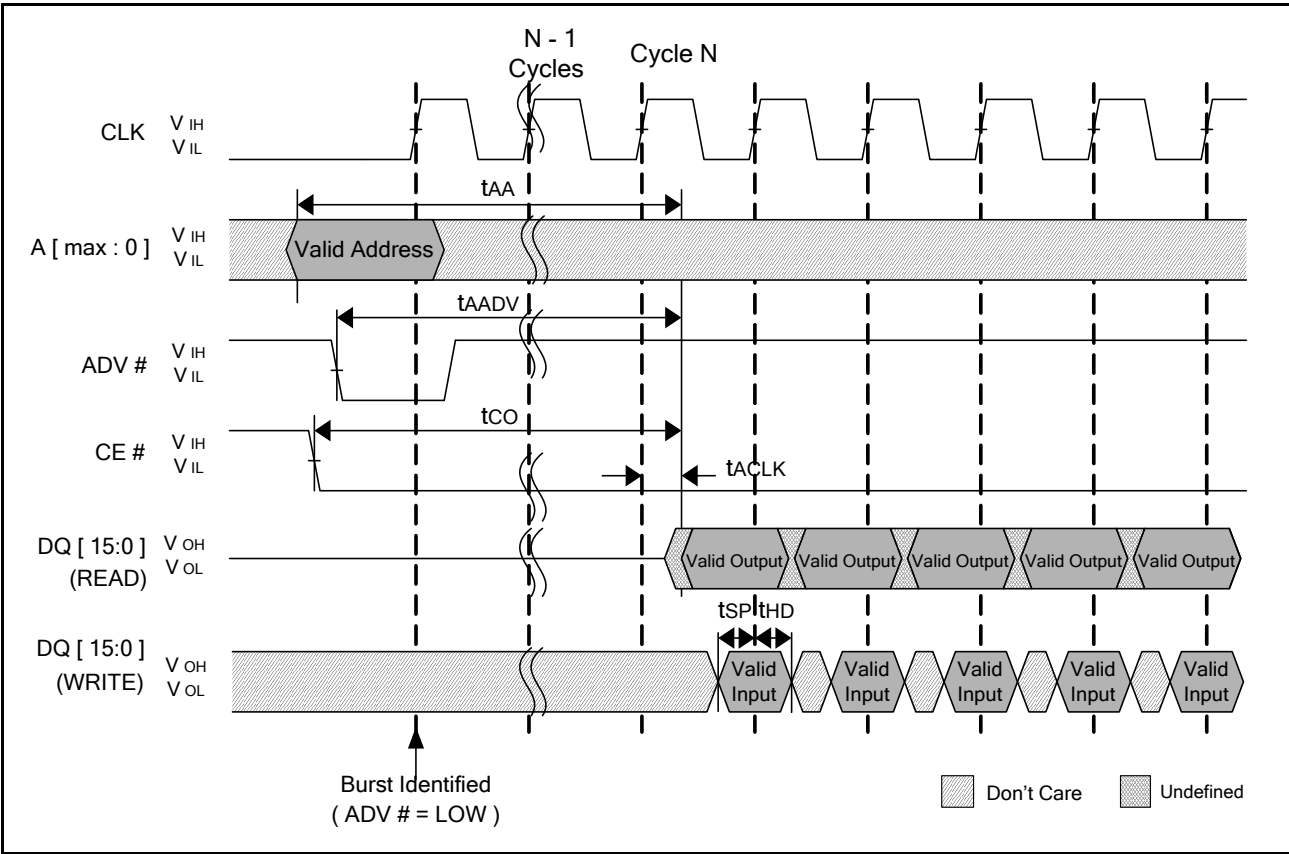 N - 1
Cycles
Cycle N
CLK
V IH
V IL
tAA
A [ max : 0 ]
V IH
V IL
Valid Address
tAADV
ADV #
V IH
V IL
tCO
CE #
V IH
V IL
tACLK
DQ [ 15:0 ]
(READ)
V OH
V OL
Valid Output
Valid Output
Valid Output
Valid Output
Valid Output
tSP tHD
DQ [ 15:0 ]
(WRITE)
V OH
V OL
Valid
Input
Valid
Input
Valid
Input
Valid
Input
Valid
Input
Burst Identified
( ADV # = LOW )
Don't Care
Undefined